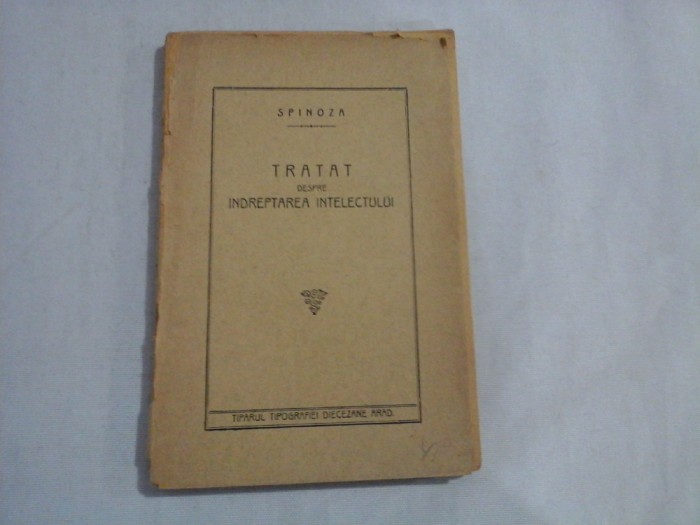 SPINOZA
TRATAT
DESPRE
INDREPTAREA INTELECTULUI
TIPARUL TIPOGRAFIEI DIECEZANE ARAD.